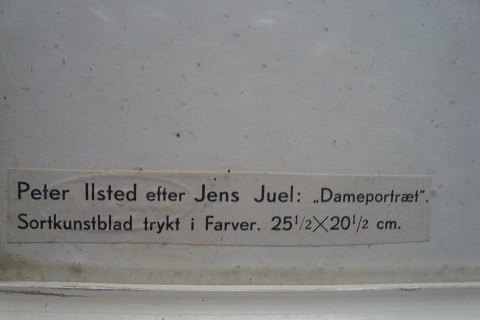 Peter Ilsted efter Jens Juel: „Dameportræt".
Sortkunstblad trykt i Farver. 25¹/2×20¹/2 cm.